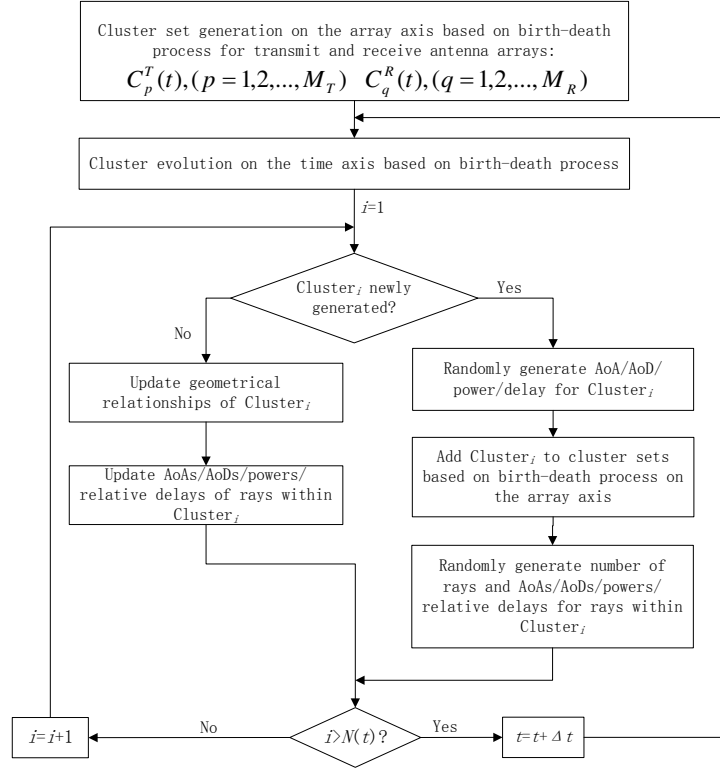 Cluster set generation on the array axis based on birth-death
process for transmit and receive antenna arrays:
C_p^T(t),(p=1,2,...,M_T) C_q^R(t),(q=1,2,...,M_R)
Cluster evolution on the time axis based on birth-death process
i=1
Cluster_i newly
generated?
No
Yes
Update geometrical
relationships of Cluster_i
Update AoAs/AoDs/powers/
relative delays of rays within
Cluster_i
Randomly generate AoA/AoD/
power/delay for Cluster_i
Add Cluster_i to cluster sets
based on birth-death process on
the array axis
Randomly generate number of
rays and AoAs/AoDs/powers/
relative delays for rays within
Cluster_i
i=i+1
No
i>N(t)?
Yes
t=t+Δt